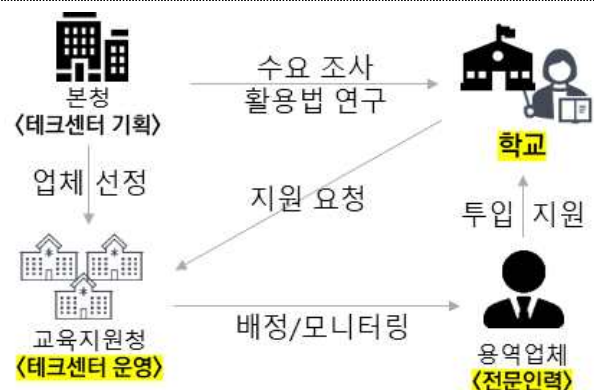 수요 조사
활용법 연구
본청
<테크센터 기획>
학교
업체 선정
지원 요청
투입 지원
배정/모니터링
교육지원청
<테크센터 운영>
용역업체
<전문인력>